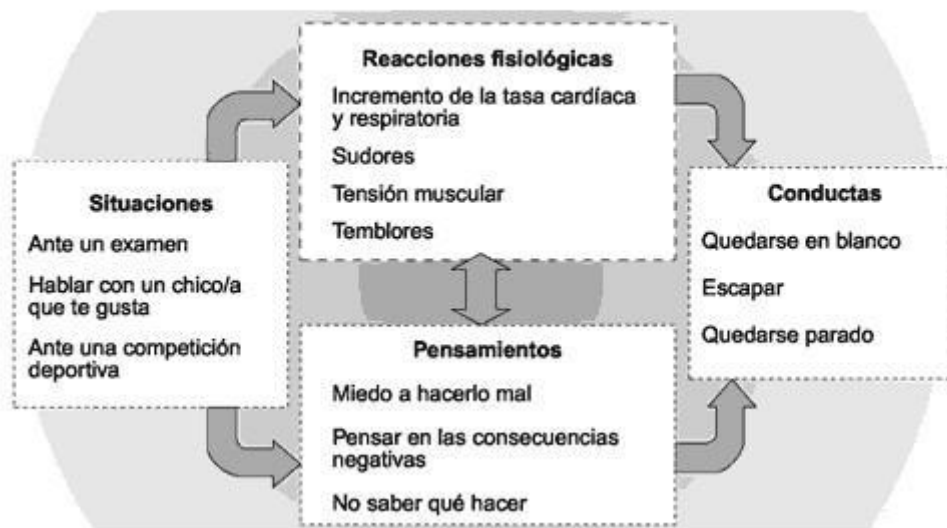 Reacciones fisiológicas
Incremento de la tasa cardíaca
y respiratoria
Sudores
Tensión muscular
Temblores
Situaciones
Ante un examen
Hablar con un chico/a
que te gusta
Ante una competición
deportiva
Pensamientos
Miedo a hacerlo mal
Pensar en las consecuencias
negativas
No saber qué hacer
Conductas
Quedarse en blanco
Escapar
Quedarse parado